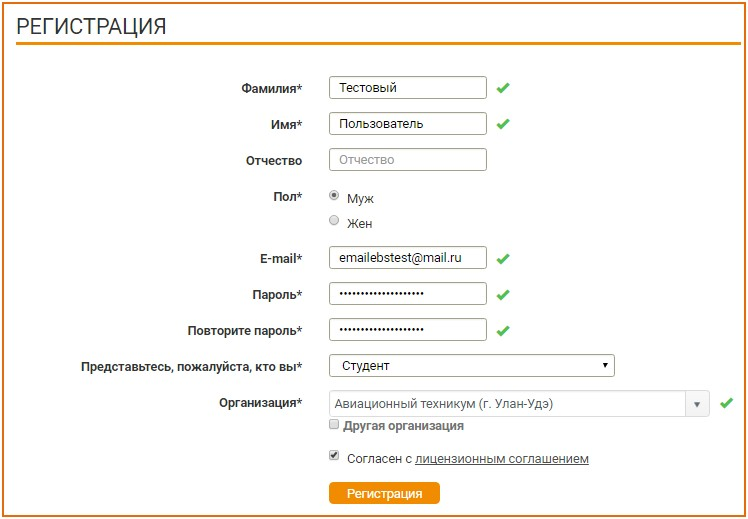 РЕГИСТРАЦИЯ
Фамилия* Тестовый
Имя* Пользователь
Отчество Отчество
Пол* Муж
Жен
E-mail* emailebstest@mail.ru
Пароль* ••••••••••••••••••••
Повторите пароль* ••••••••••••••••••••
Представьтесь, пожалуйста, кто вы* Студент
Организация* Авиационный техникум (г. Улан-Удэ)
Другая организация
Согласен с лицензионным соглашением
Регистрация